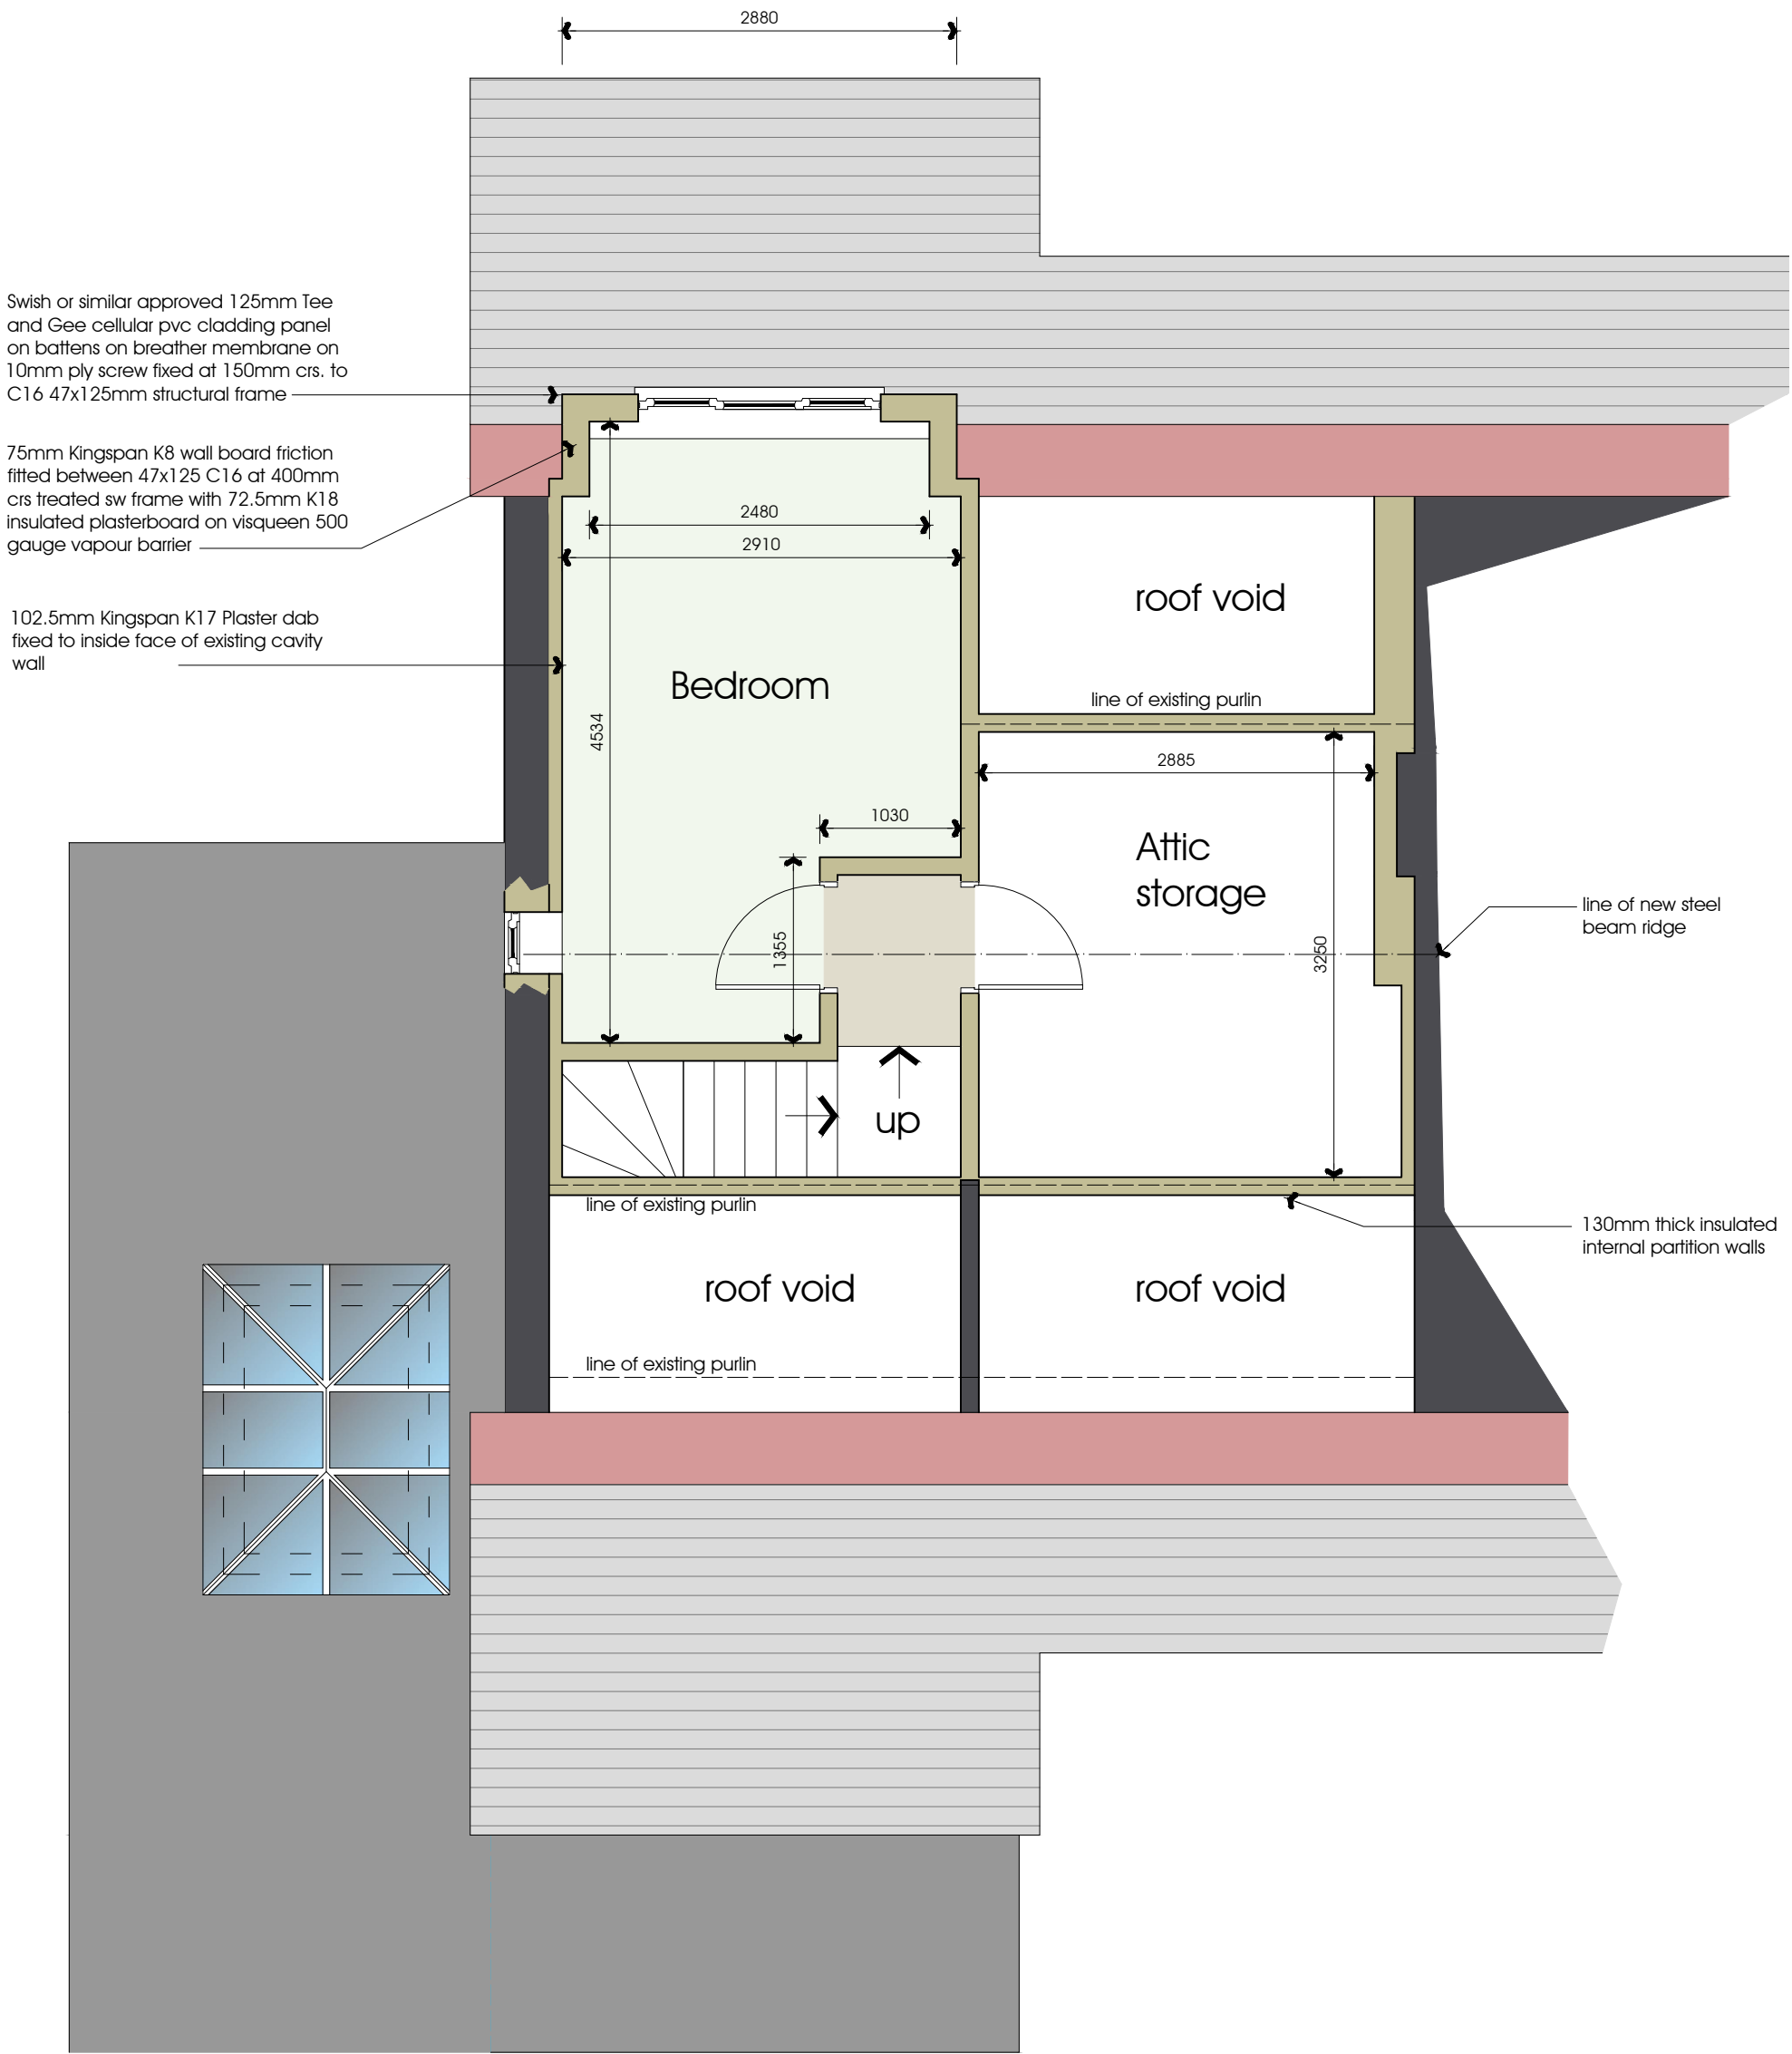 2880
Swish or similar approved 125mm Tee
and Gee cellular pvc cladding panel
on battens on breather membrane on
10mm ply screw fixed at 150mm crs. to
C16 47x125mm structural frame
75mm Kingspan K8 wall board friction
fitted between 47x125 C16 at 400mm
crs treated sw frame with 72.5mm K18
insulated plasterboard on visqueen 500
gauge vapour barrier
102.5mm Kingspan K17 Plaster dab
fixed to inside face of existing cavity
wall
2480
2910
roof void
Bedroom
line of existing purlin
4534
2885
1030
Attic
storage
1355
3250
line of new steel
beam ridge
up
line of existing purlin
130mm thick insulated
internal partition walls
roof void
roof void
line of existing purlin